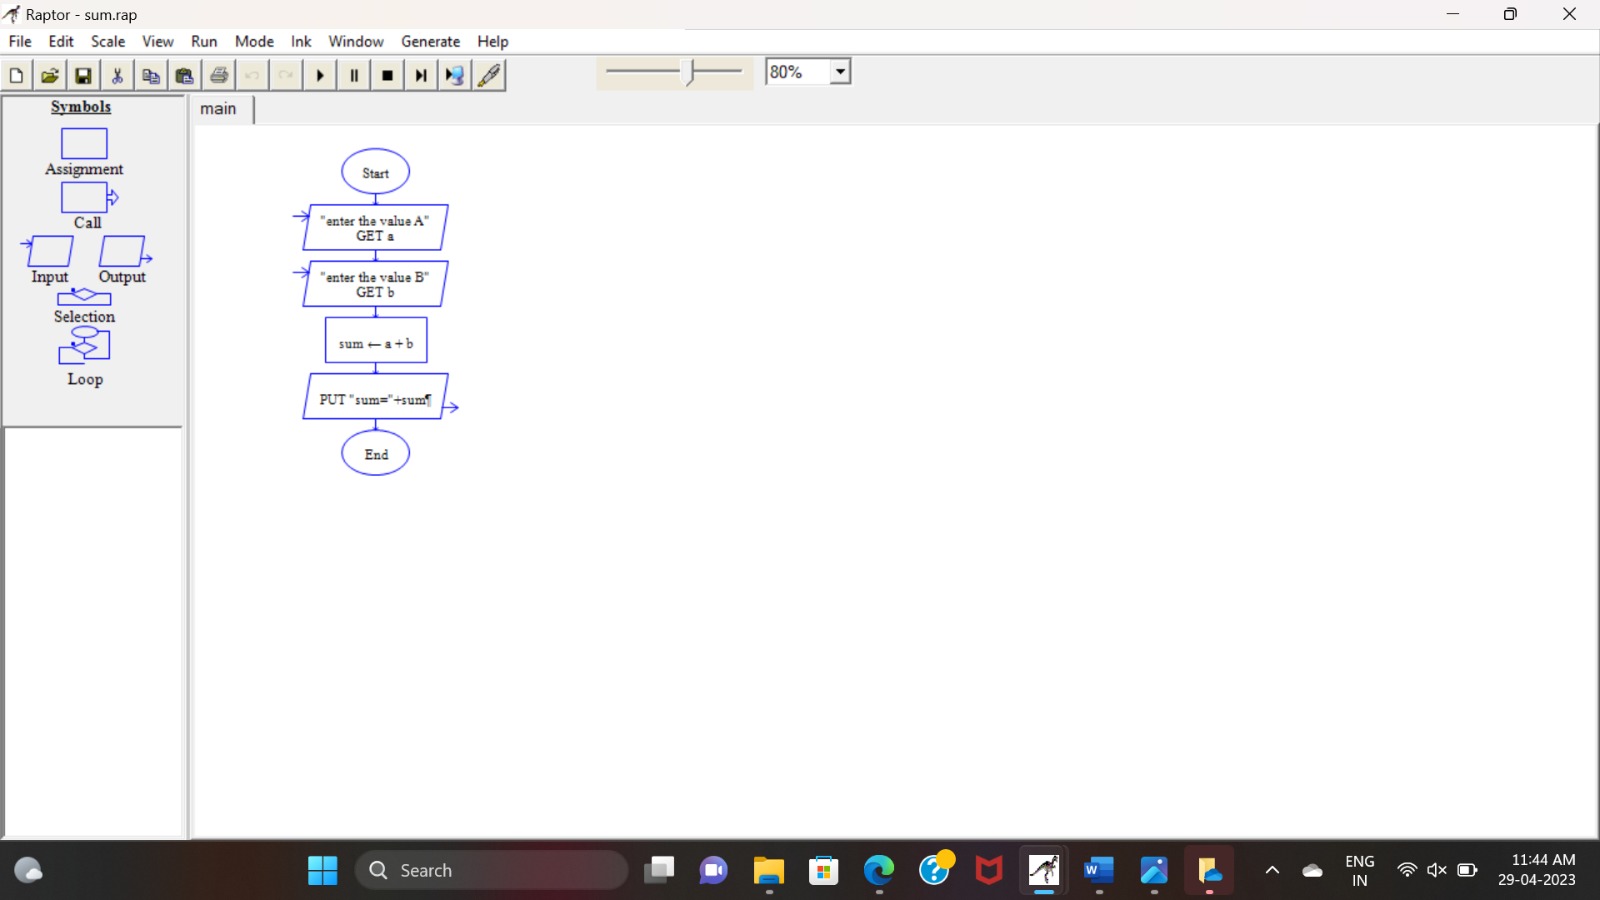 Raptor - sum.rap
File Edit Scale View Run Mode Ink Window Generate Help
80%
Symbols
main
Assignment
Call
Input Output
Selection
Loop
Start
"enter the value A"
GET a
"enter the value B"
GET b
sum ← a + b
PUT "sum="+sum¶
End
Search
W
ENG
IN
11:44 AM
29-04-2023